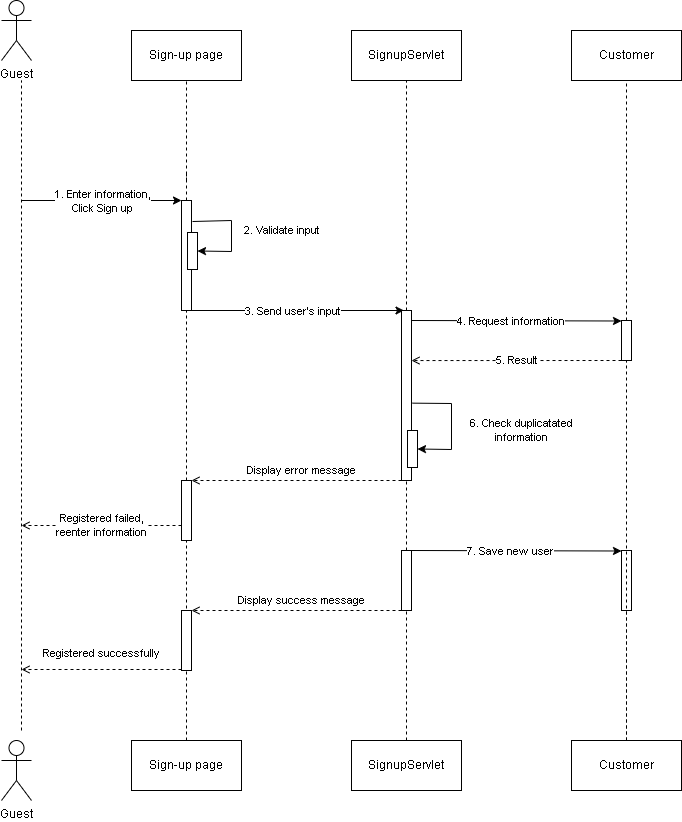 Guest
Sign-up page
SignupServlet
Customer
1. Enter information,
Click Sign up
2. Validate input
3. Send user's input
4. Request information
5. Result
6. Check duplicatated
information
Display error message
Registered failed,
reenter information
7. Save new user
Display success message
Registered successfully
Sign-up page
SignupServlet
Customer
Guest